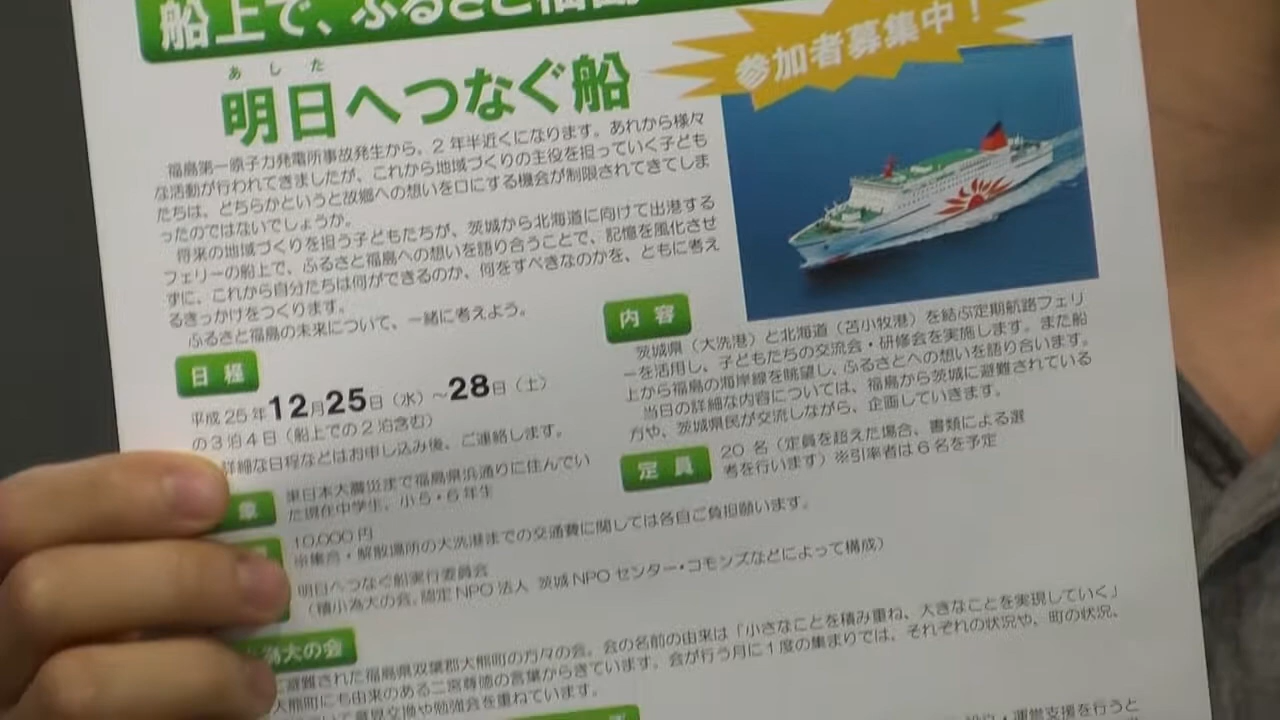 船上で、ふるさと福島
参加者募集中!
あした
明日へつなぐ船
福島第一原子力発電所事故発生から、2年半近くになります。あれから様々
な活動が行われてきましたが、これから地域づくりの主役を担っていく子ども
たちは、どちらかというと故郷への想いを口にする機会が制限されてきてしま
ったのではないでしょうか。
将来の地域づくりを担う子どもたちが、茨城から北海道に向けて出港する
フェリーの船上で、ふるさと福島への想いを語り合うことで、記憶を風化させ
ずに、これから自分たちは何ができるのか、何をすべきなのかを、ともに考え
るきっかけをつくります。
ふるさと福島の未来について、一緒に考えよう。
日程
平成25年12月25日(水)~28日(土)
の3泊4日(船上での2泊含む)
詳細な日程などはお申し込み後、ご連絡します。
内容
茨城県(大洗港)と北海道(苫小牧港)を結ぶ定期航路フェリ
ーを活用し、子どもたちの交流会・研修会を実施します。また船
上から福島の海岸線を眺望し、ふるさとへの想いを語り合います。
当日の詳細な内容については、福島から茨城に避難されている
方や、茨城県民が交流しながら、企画していきます。
定員
20名(定員を超えた場合、書類による選
考を行います)※引率者は6名を予定
象
東日本大震災まで福島県浜通りに住んでい
た現在中学生、小5・6年生
10,000円
※集合・解散場所の大洗港までの交通費に関しては各自ご負担願います。
明日へつなぐ船実行委員会
(積小為大の会、認定NPO法人 茨城NPOセンター・コモンズなどによって構成)
為大の会
避難された福島県双葉郡大熊町の方々の会。会の名前の由来は「小さなことを積み重ね、大きなことを実現していく」
大熊町にも由来のある二宮尊徳の言葉からきています。会が行う月に1度の集まりでは、それぞれの状況や、町の状況、
意見交換や勉強会を重ねています。
運営支援を行うと